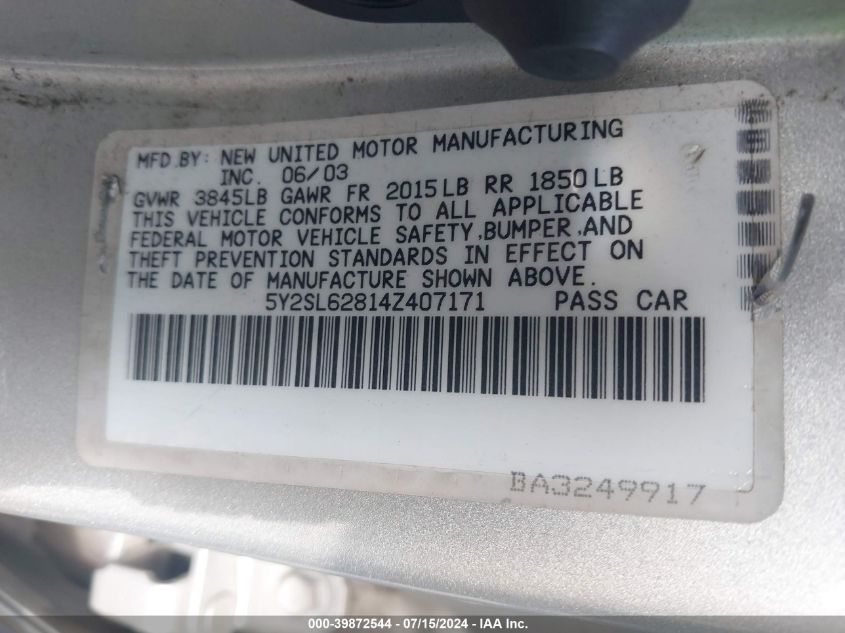 MFD.BY: NEW UNITED MOTOR MANUFACTURING
INC. 06/03
GVWR 3845LB GAWR FR 2015LB RR 1850LB
THIS VEHICLE CONFORMS TO ALL APPLICABLE
FEDERAL MOTOR VEHICLE SAFETY,BUMPER,AND
THEFT PREVENTION STANDARDS IN EFFECT ON
THE DATE OF MANUFACTURE SHOWN ABOVE.
5Y2SL62814Z407171 PASS CAR
BA3249917
000-39872544 - 07/15/2024 - IAA Inc.